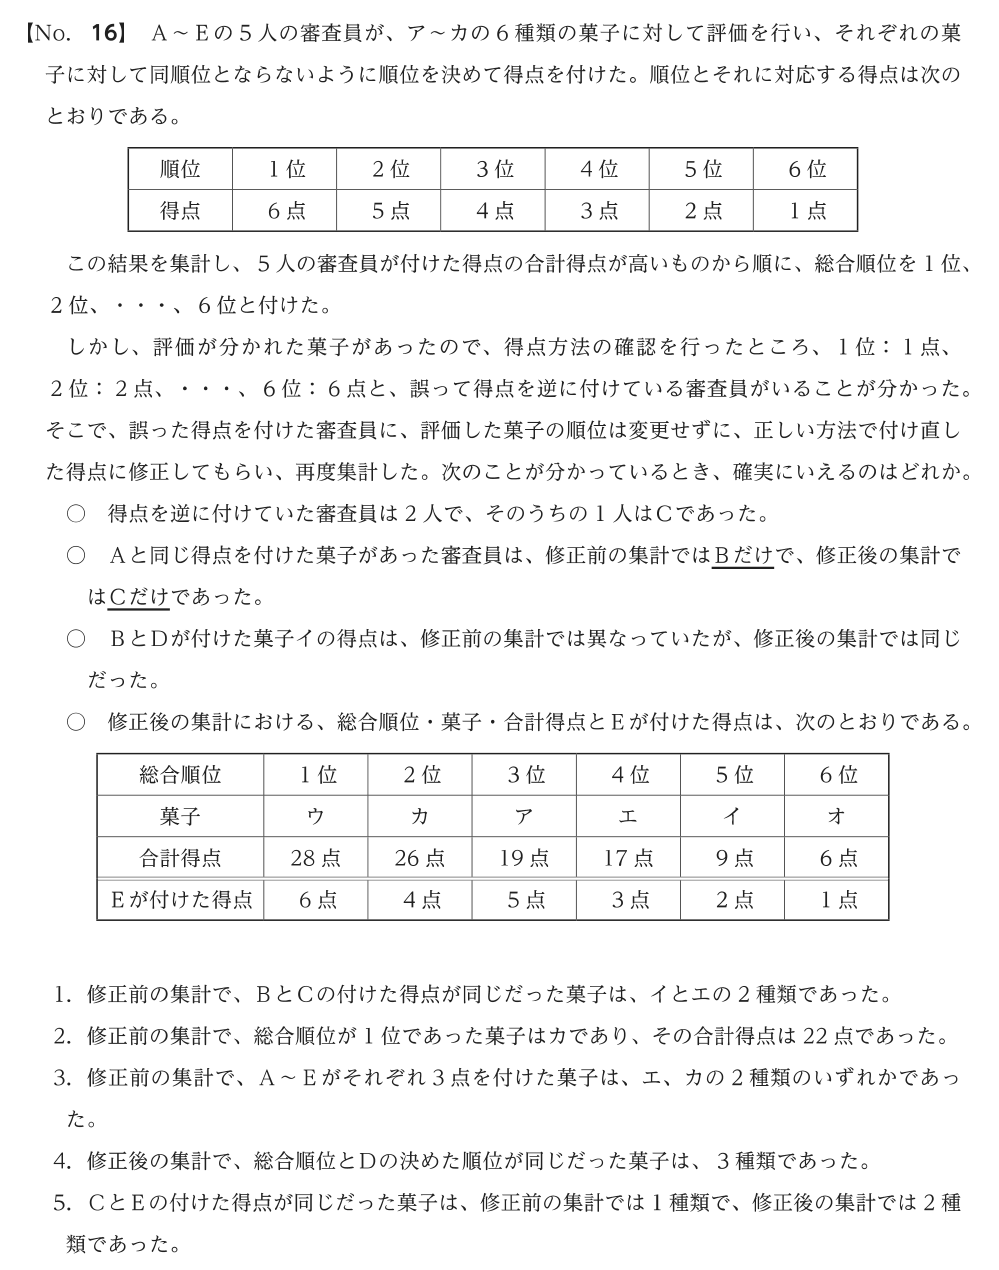 【No. 16】 A～Eの5人の審査員が、ア～カの6種類の菓子に対して評価を行い、それぞれの菓
子に対して同順位とならないように順位を決めて得点を付けた。順位とそれに対応する得点は次の
とおりである。
順位 1位 2位 3位 4位 5位 6位
得点 6点 5点 4点 3点 2点 1点
この結果を集計し、5人の審査員が付けた得点の合計得点が高いものから順に、総合順位を1位、
2位、・・・、6位と付けた。
しかし、評価が分かれた菓子があったので、得点方法の確認を行ったところ、1位：1点、
2位：2点、・・・、6位：6点と、誤って得点を逆に付けている審査員がいることが分かった。
そこで、誤った得点を付けた審査員に、評価した菓子の順位は変更せずに、正しい方法で付け直し
た得点に修正してもらい、再度集計した。次のことが分かっているとき、確実にいえるのはどれか。
○ 得点を逆に付けていた審査員は2人で、そのうちの1人はCであった。
○ Aと同じ得点を付けた菓子があった審査員は、修正前の集計ではBだけで、修正後の集計で
はCだけであった。
○ BとDが付けた菓子イの得点は、修正前の集計では異なっていたが、修正後の集計では同じ
だった。
○ 修正後の集計における、総合順位・菓子・合計得点とEが付けた得点は、次のとおりである。
総合順位 1位 2位 3位 4位 5位 6位
菓子 ウ カ ア エ イ オ
合計得点 28点 26点 19点 17点 9点 6点
Eが付けた得点 6点 4点 5点 3点 2点 1点
1. 修正前の集計で、BとCの付けた得点が同じだった菓子は、イとエの2種類であった。
2. 修正前の集計で、総合順位が1位であった菓子はカであり、その合計得点は22点であった。
3. 修正前の集計で、A～Eがそれぞれ3点を付けた菓子は、エ、カの2種類のいずれかであっ
た。
4. 修正後の集計で、総合順位とDの決めた順位が同じだった菓子は、3種類であった。
5. CとEの付けた得点が同じだった菓子は、修正前の集計では1種類で、修正後の集計では2種
類であった。